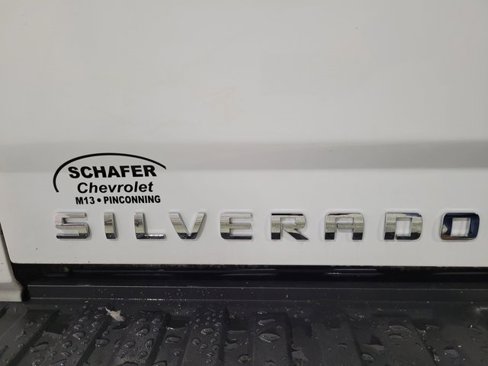 SCHAFER
Chevrolet
M13 • PINCONNING
SILVERADO